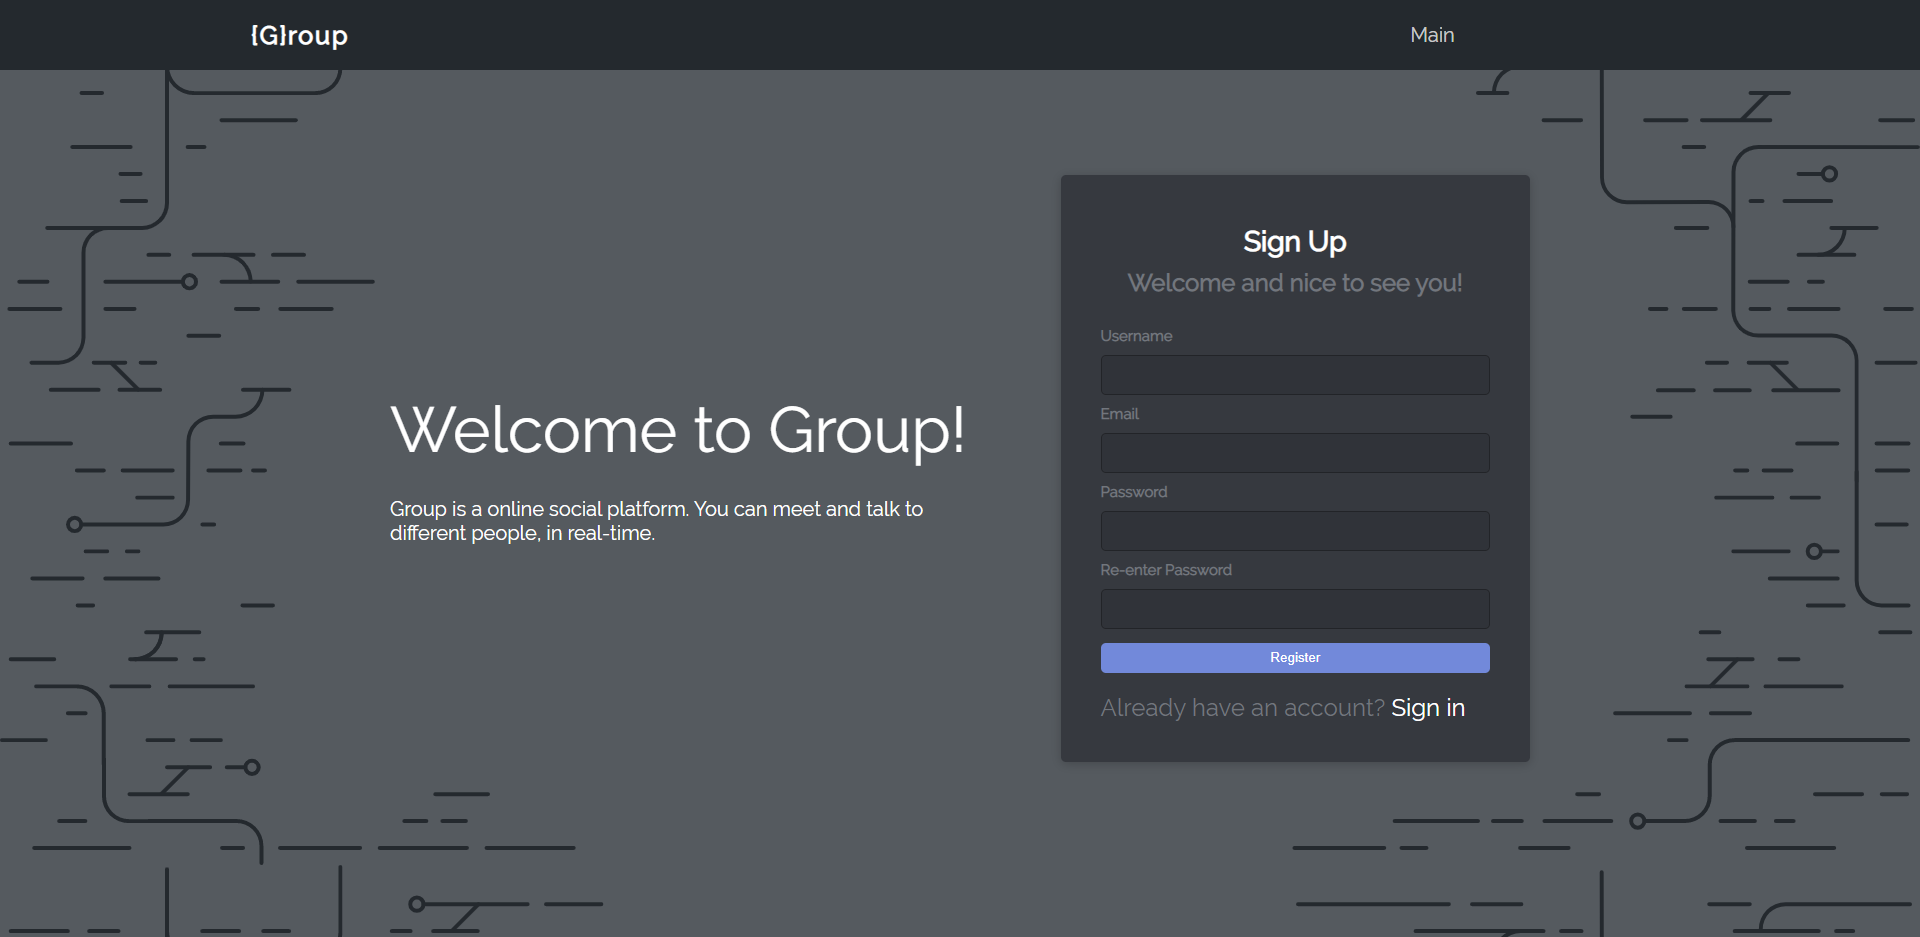 {G}roup
Main
Welcome to Group!
Group is a online social platform. You can meet and talk to
different people, in real-time.
Sign Up
Welcome and nice to see you!
Username
Email
Password
Re-enter Password
Register
Already have an account? Sign in